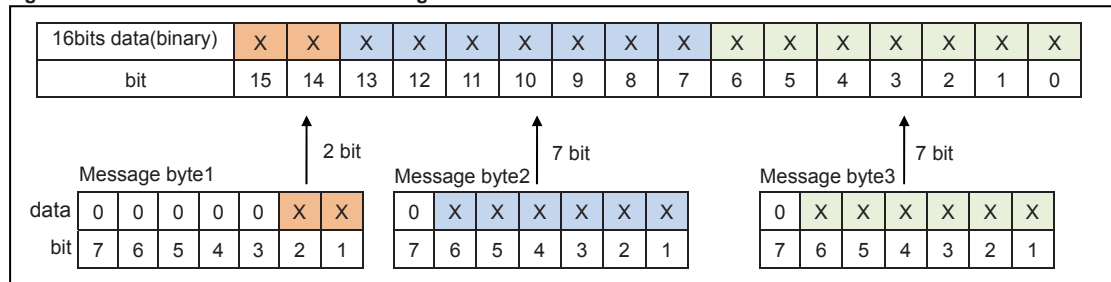 16bits data(binary) X X X X X X X X X X X X X X X X
bit 15 14 13 12 11 10 9 8 7 6 5 4 3 2 1 0
2 bit 7 bit 7 bit
Message byte1 Message byte2 Message byte3
data 0 0 0 0 0 X X 0 X X X X X X 0 X X X X X X
bit 7 6 5 4 3 2 1 7 6 5 4 3 2 1 7 6 5 4 3 2 1